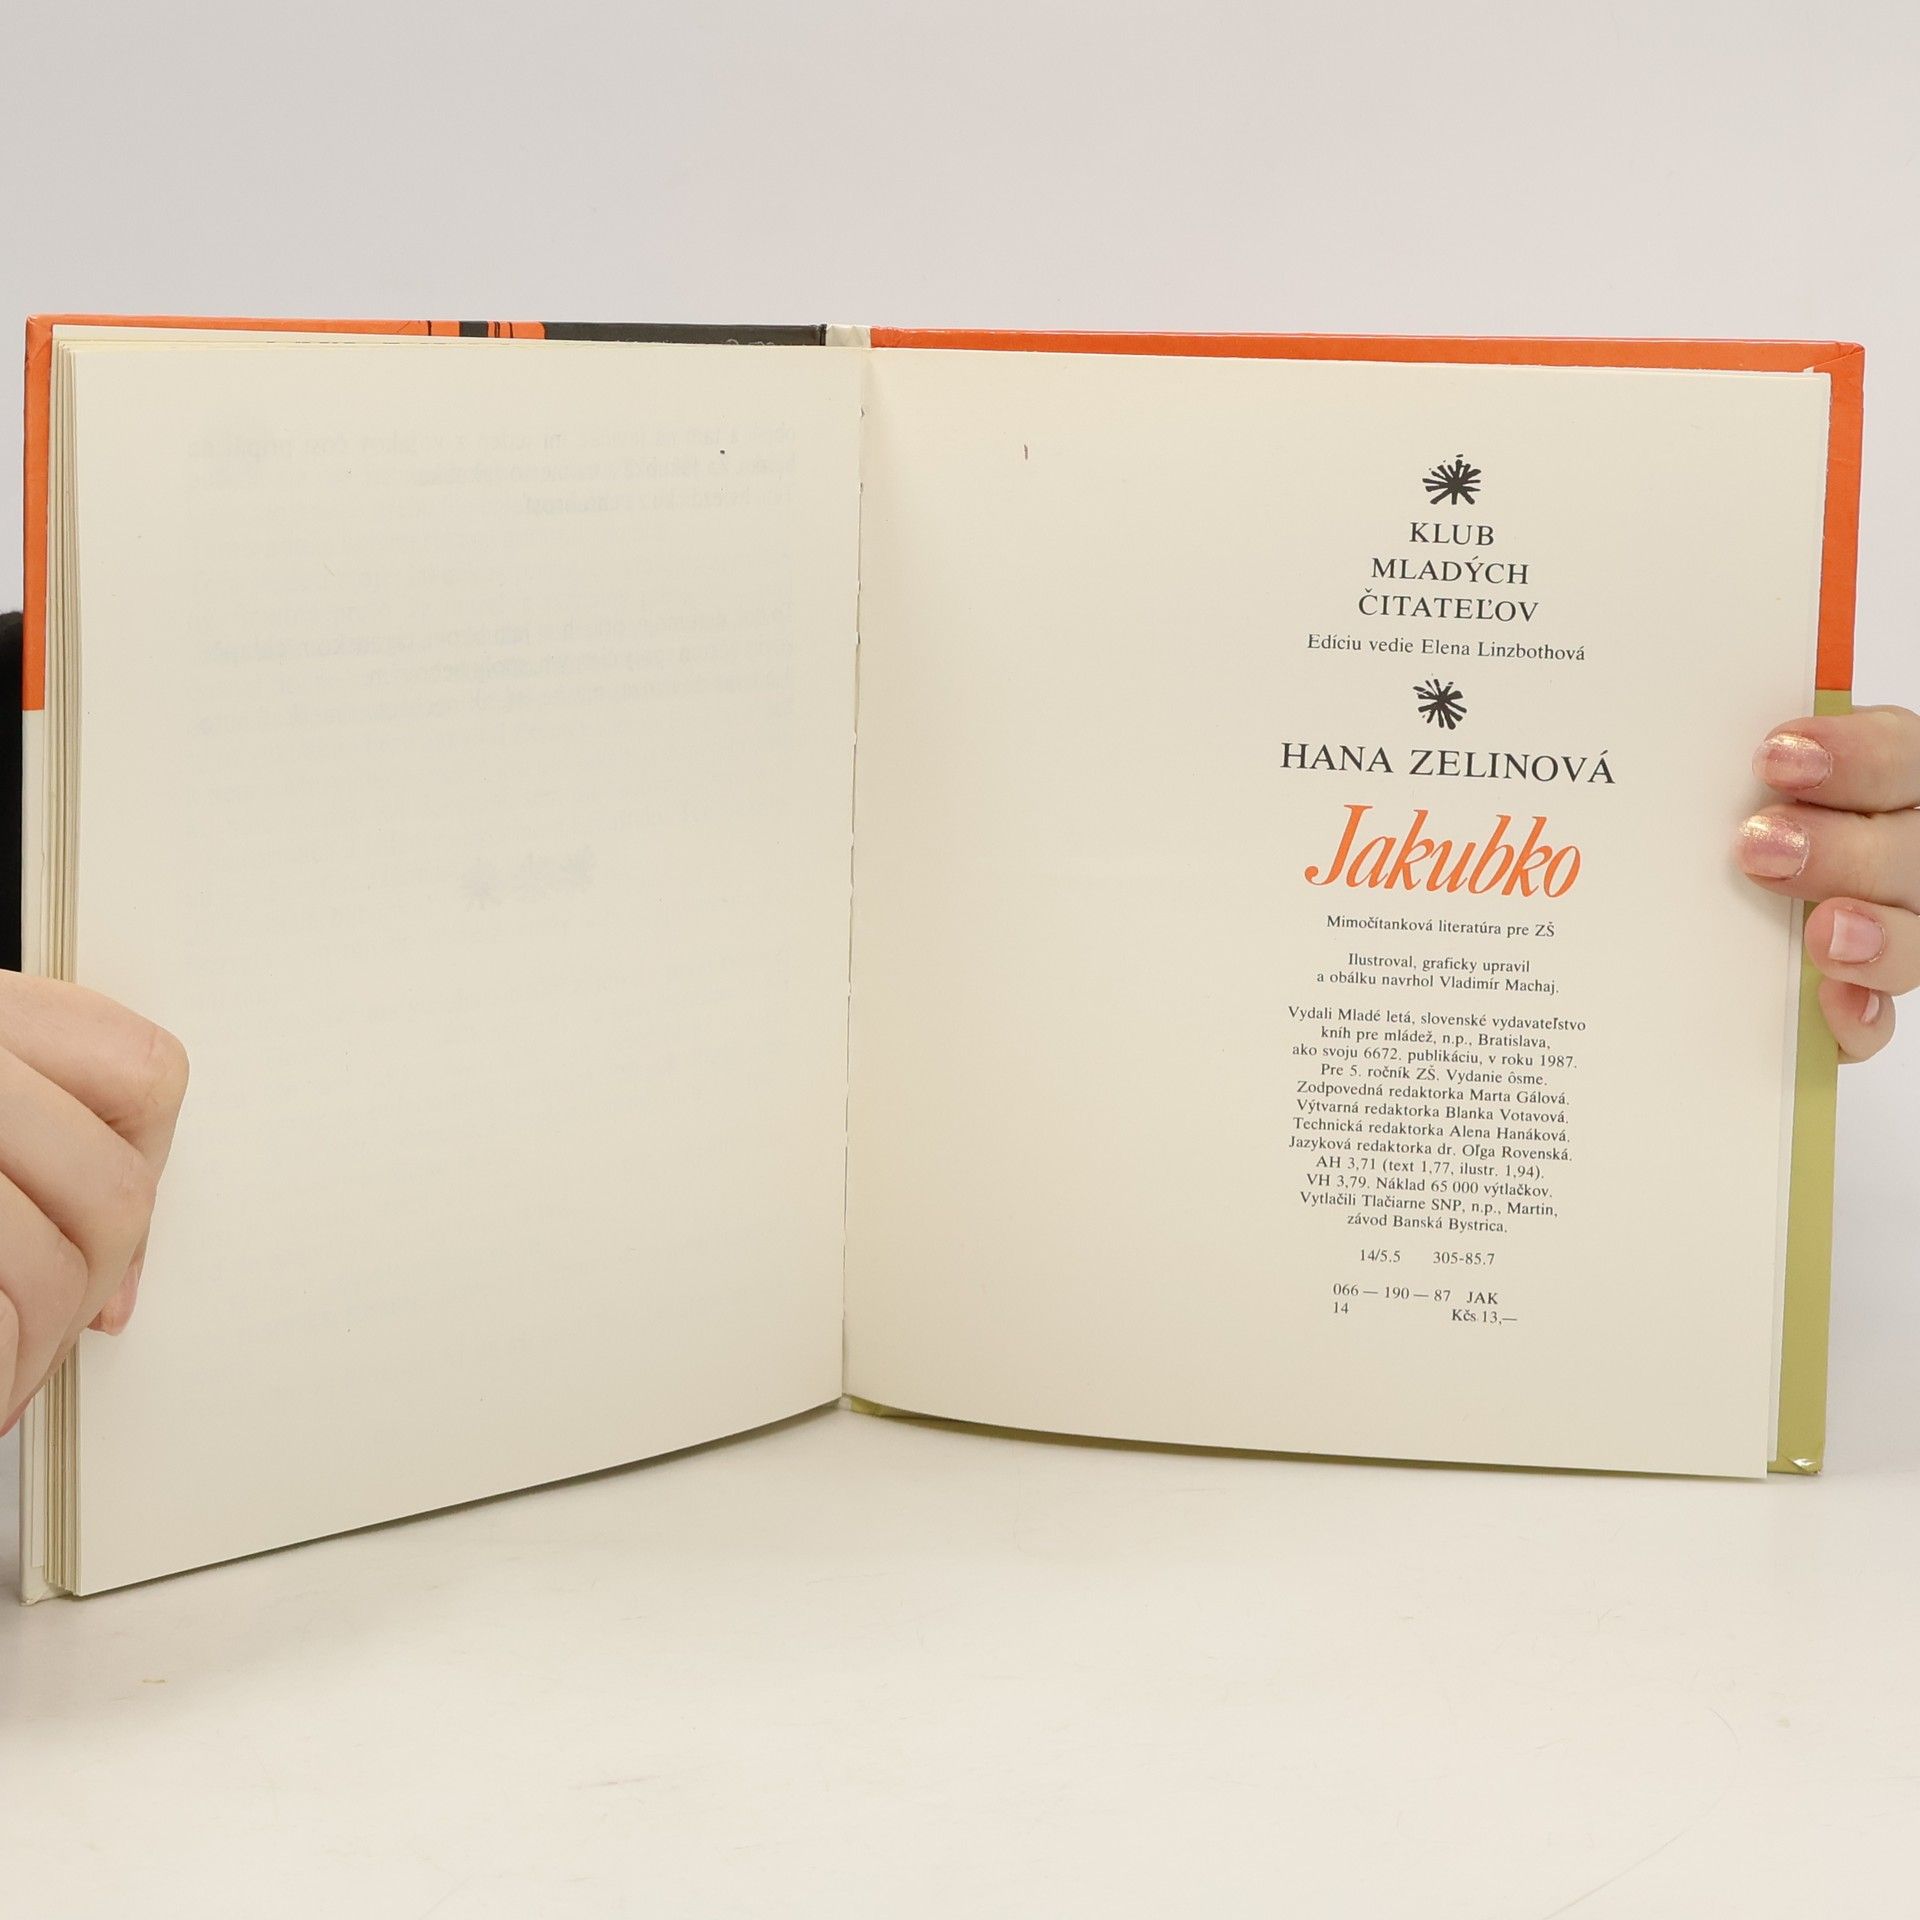 KLUB
MLADÝCH
ČITATEĽOV
Edíciu vedie Elena Linzbothová
HANA ZELINOVÁ
Jakubko
Mimočítanková literatúra pre ZŠ
Ilustroval, graficky upravil
a obálku navrhol Vladimír Machaj.
Vydali Mladé letá, slovenské vydavateľstvo
kníh pre mládež, n.p., Bratislava,
ako svoju 6672. publikáciu, v roku 1987.
Pre 5. ročník ZŠ. Vydanie ôsme.
Zodpovedná redaktorka Marta Gálová.
Výtvarná redaktorka Blanka Votavová.
Technická redaktorka Alena Hanáková.
Jazyková redaktorka dr. Oľga Rovenská.
AH 3,71 (text 1,77, ilustr. 1,94).
VH 3,79. Náklad 65 000 výtlačkov.
Vytlačili Tlačiarne SNP, n.p., Martin,
závod Banská Bystrica.
14/5.5 305-85.7
066 — 190 — 87 JAK
14 Kčs 13,—